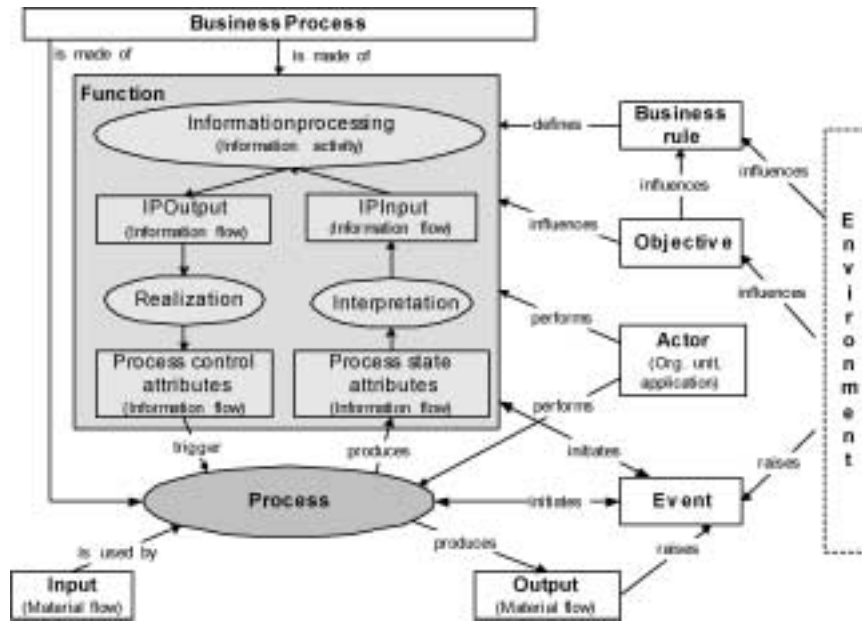 Business Process
is made of
is made of
Function
Informationprocessing
(Information activity)
defines
Business
rule
influences
influences
IPOutput
(Information flow)
IPInput
(Information flow)
influences
Objective
influences
Realization
Interpretation
performs
Actor
(Org. unit,
application)
Process control
attributes
(Information flow)
Process state
attributes
(Information flow)
performs
trigger
produces
initiates
raises
Process
initiates
Event
is used by
produces
raises
Input
(Material flow)
Output
(Material flow)
Environment